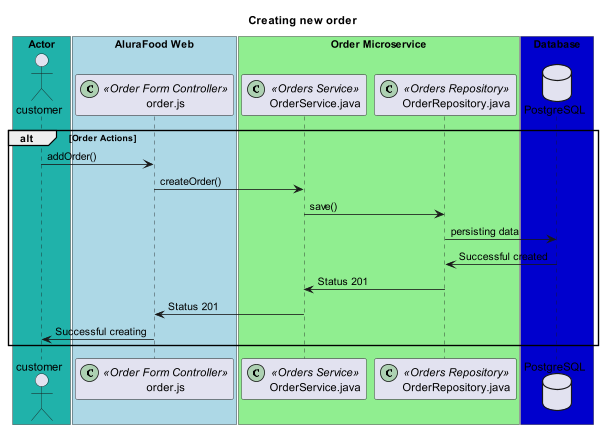 Creating new order
Actor
AluraFood Web
Order Microservice
Database
C «Order Form Controller»
order.js
C «Orders Service»
OrderService.java
C «Orders Repository»
OrderRepository.java
customer
PostgreSQL
alt [Order Actions]
addOrder()
createOrder()
save()
persisting data
Successful created
Status 201
Status 201
Successful creating
customer
C «Order Form Controller»
order.js
C «Orders Service»
OrderService.java
C «Orders Repository»
OrderRepository.java
PostgreSQL